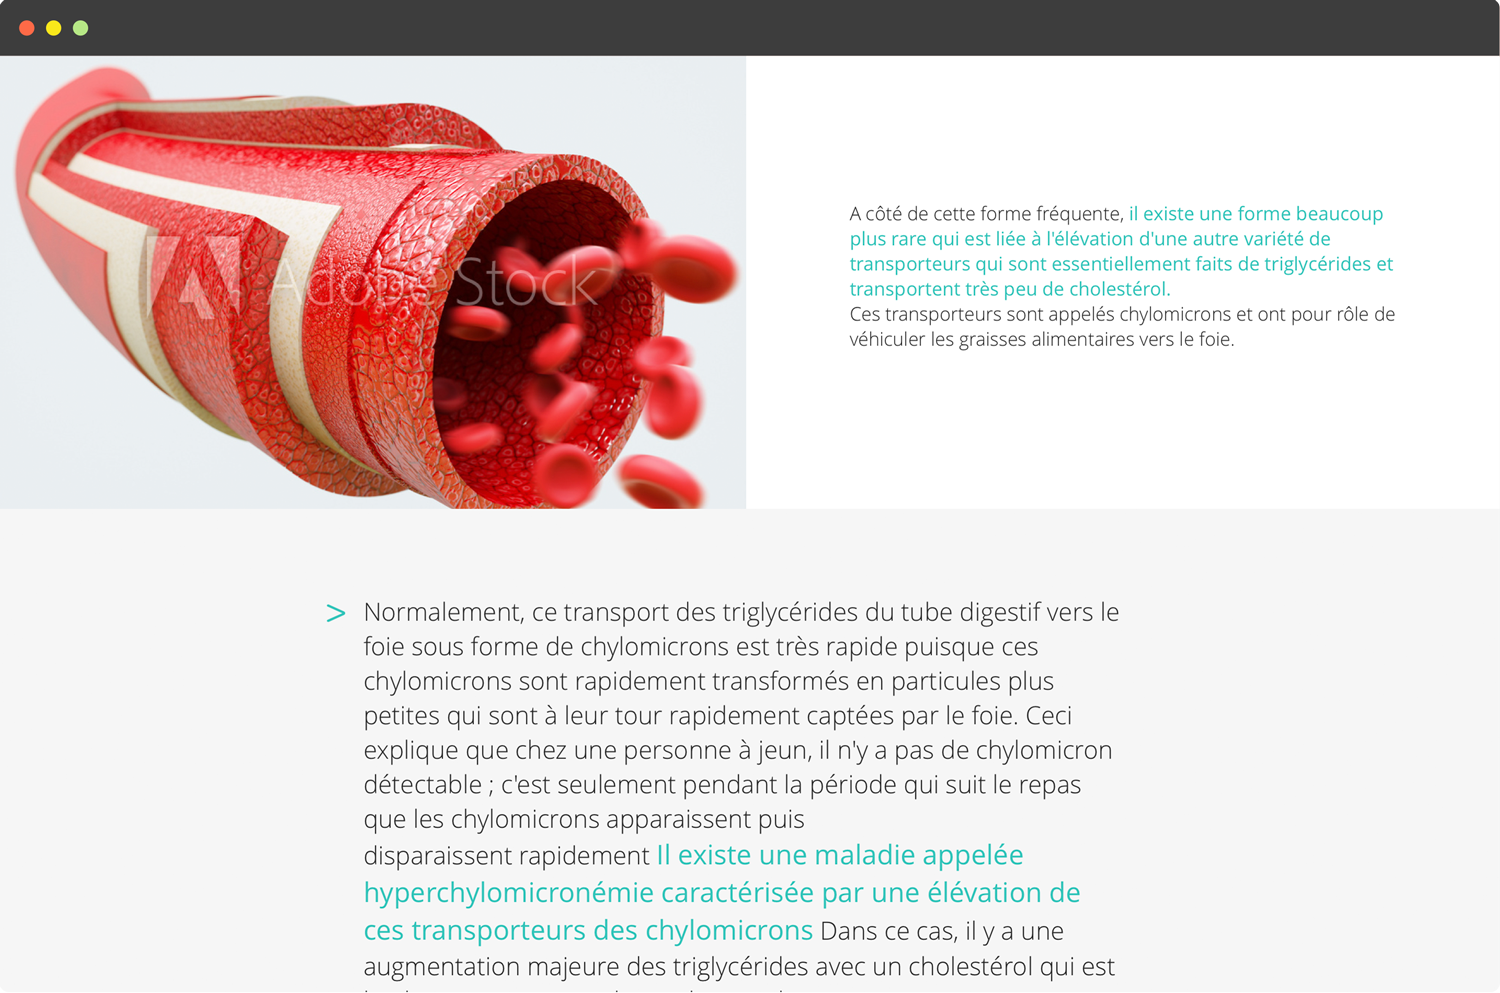 Adobe Stock
A côté de cette forme fréquente, il existe une forme beaucoup
plus rare qui est liée à l'élévation d'une autre variété de
transporteurs qui sont essentiellement faits de triglycérides et
transportent très peu de cholestérol.
Ces transporteurs sont appelés chylomicrons et ont pour rôle de
véhiculer les graisses alimentaires vers le foie.
> Normalement, ce transport des triglycérides du tube digestif vers le
foie sous forme de chylomicrons est très rapide puisque ces
chylomicrons sont rapidement transformés en particules plus
petites qui sont à leur tour rapidement captées par le foie. Ceci
explique que chez une personne à jeun, il n'y a pas de chylomicron
détectable ; c'est seulement pendant la période qui suit le repas
que les chylomicrons apparaissent puis
disparaissent rapidement Il existe une maladie appelée
hyperchylomicronémie caractérisée par une élévation de
ces transporteurs des chylomicrons Dans ce cas, il y a une
augmentation majeure des triglycérides avec un cholestérol qui est